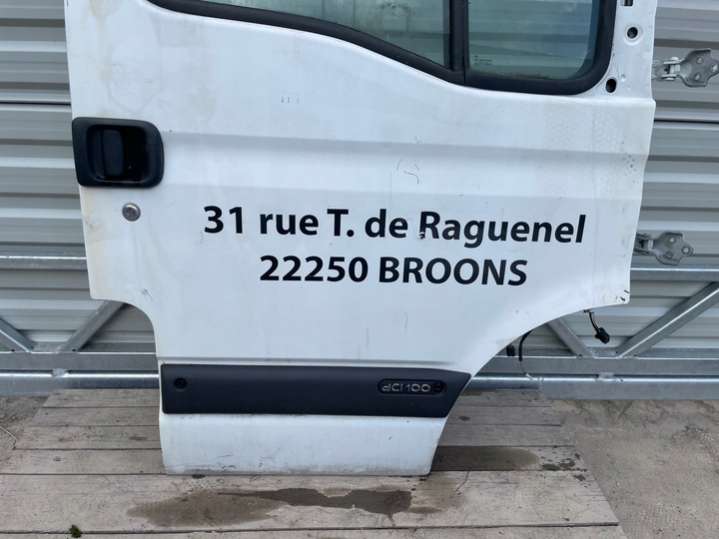 31 rue T. de Raguenel
22250 BROONS
dCi 100